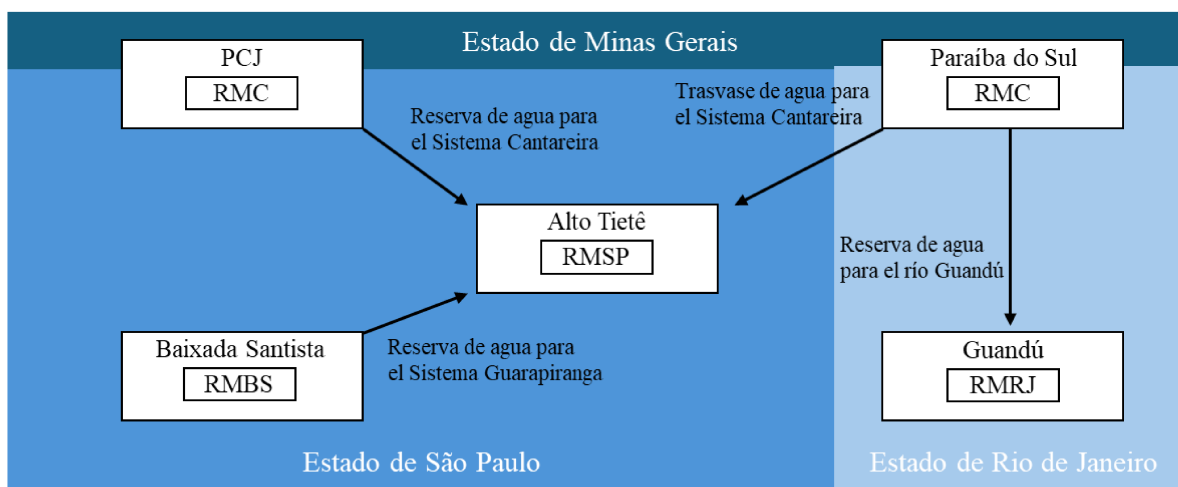 Estado de Minas Gerais
PCJ
RMC
Paraíba do Sul
RMC
Reserva de agua para
el Sistema Cantareira
Trasvase de agua para
el Sistema Cantareira
Alto Tietê
RMSP
Reserva de agua
para el río Guandú
Baixada Santista
RMBS
Reserva de agua para
el Sistema Guarapiranga
Guandú
RMRJ
Estado de São Paulo
Estado de Rio de Janeiro